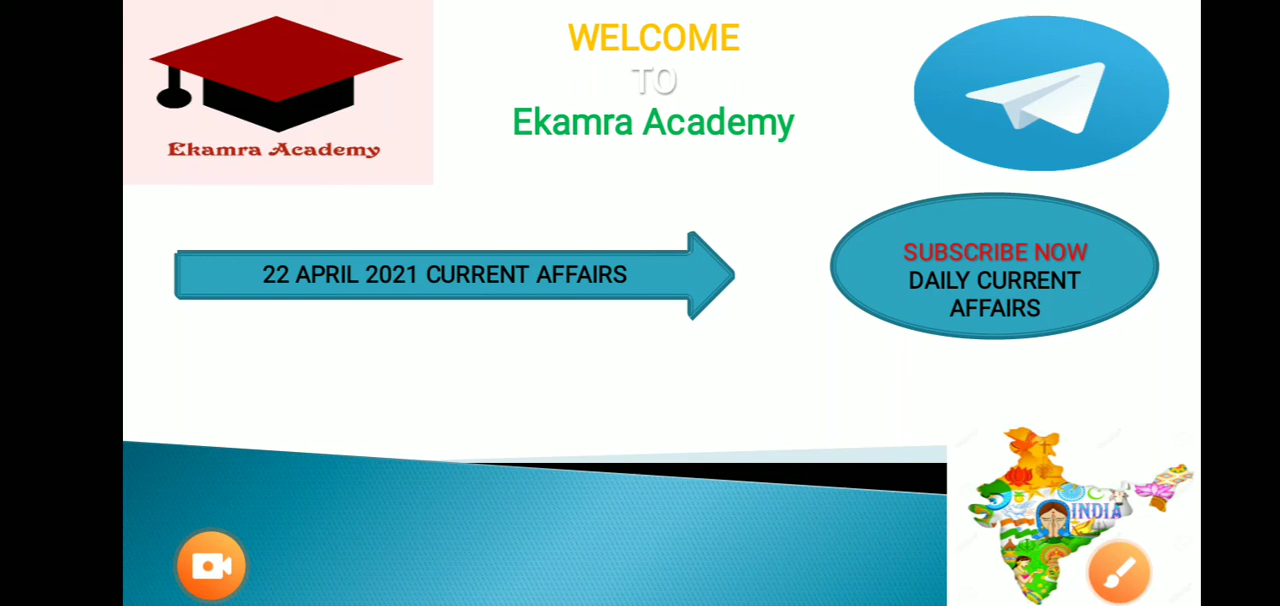 Ekamra Academy
WELCOME
TO
Ekamra Academy
22 APRIL 2021 CURRENT AFFAIRS
SUBSCRIBE NOW
DAILY CURRENT
AFFAIRS
INDIA